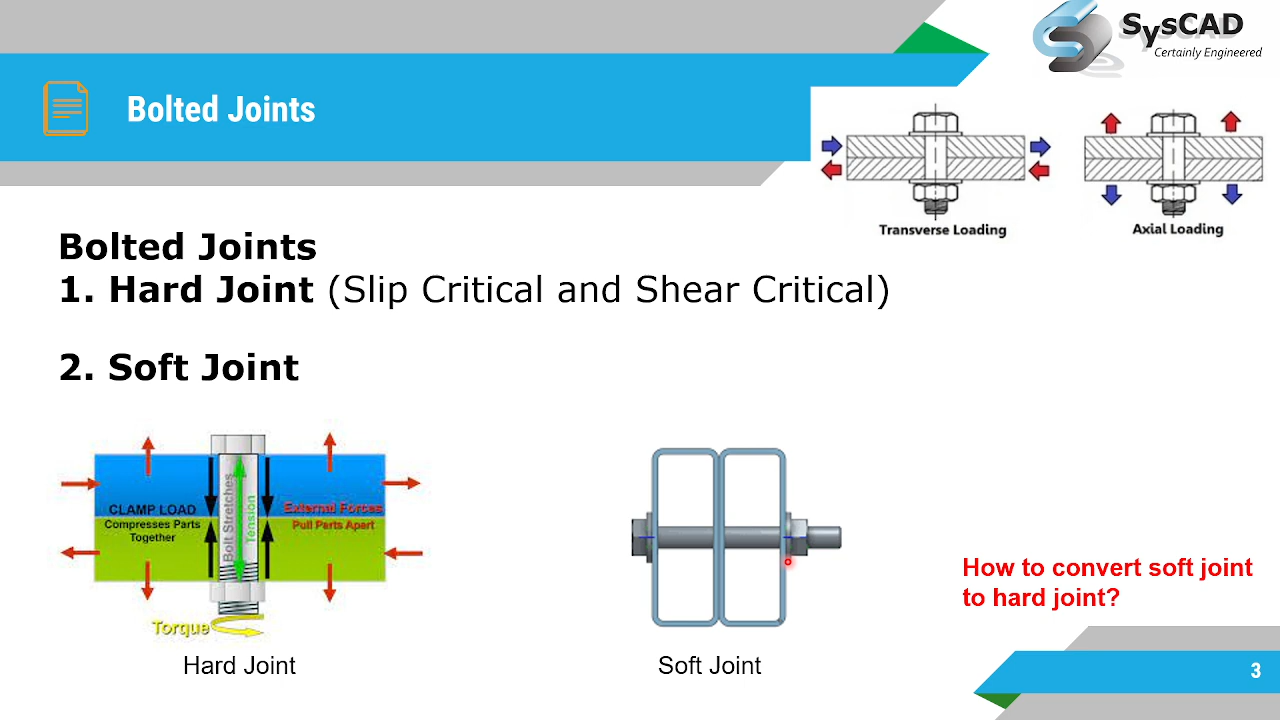 SysCAD
Certainly Engineered
Bolted Joints
Transverse Loading
Axial Loading
Bolted Joints
1. Hard Joint (Slip Critical and Shear Critical)
2. Soft Joint
CLAMP LOAD
Compresses Parts
Together
Bolt Stretches
Tension
External Forces
Pull Parts Apart
Torque
Hard Joint
Soft Joint
How to convert soft joint
to hard joint?
3